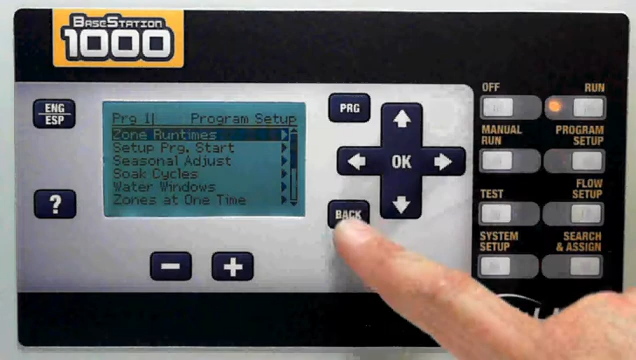 BASESTATION
1000
ENG
ESP
?
Prg 1| Program Setup
Zone Runtimes
Setup Prg. Start
Seasonal Adjust
Soak Cycles
Water Windows
Zones at One Time
PRG
OK
BACK
- +
OFF RUN
MANUAL RUN PROGRAM SETUP
TEST FLOW SETUP
SYSTEM SETUP SEARCH & ASSIGN